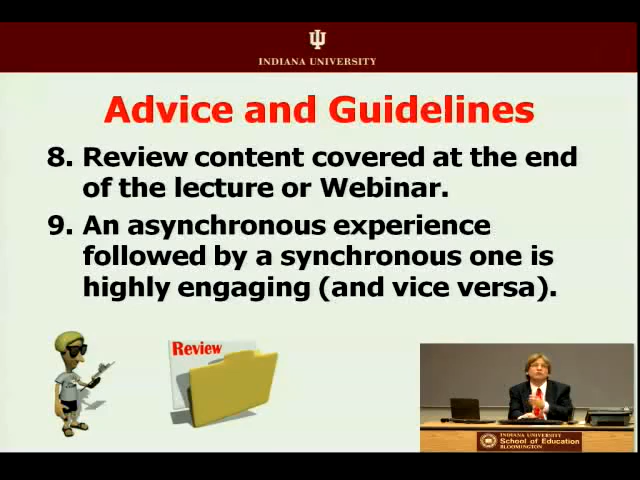 INDIANA UNIVERSITY
Advice and Guidelines
8. Review content covered at the end
of the lecture or Webinar.
9. An asynchronous experience
followed by a synchronous one is
highly engaging (and vice versa).
Review
INDIANA UNIVERSITY
School of Education
BLOOMINGTON